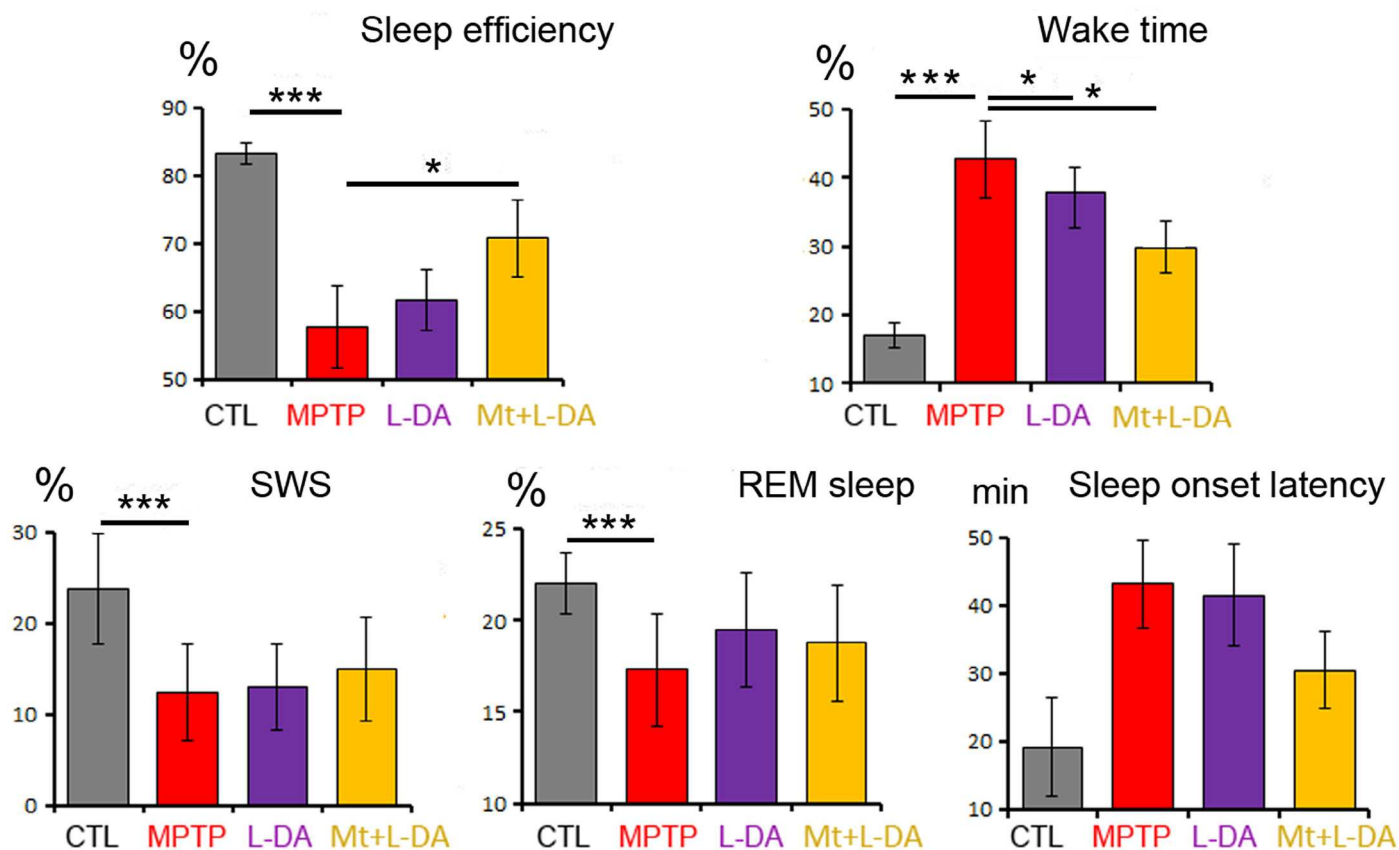 Sleep efficiency
%
***
*
90
80
70
60
50
CTL MPTP L-DA Mt+L-DA
Wake time
%
*** * *
50
40
30
20
10
CTL MPTP L-DA Mt+L-DA
% SWS
***
30
20
10
0
CTL MPTP L-DA Mt+L-DA
% REM sleep
***
25
20
15
10
CTL MPTP L-DA Mt+L-DA
min Sleep onset latency
50
40
30
20
10
CTL MPTP L-DA Mt+L-DA